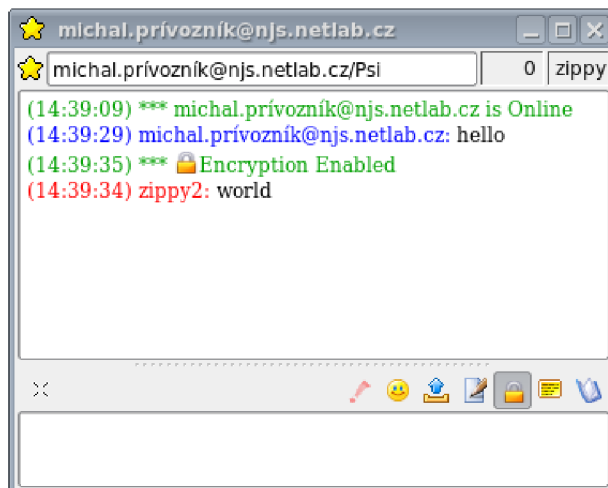 michal.prívozník@njs.netlab.cz
michal.prívozník@njs.netlab.cz/Psi 0 zippy
(14:39:09) *** michal.prívozník@njs.netlab.cz is Online
(14:39:29) michal.prívozník@njs.netlab.cz: hello
(14:39:35) *** Encryption Enabled
(14:39:34) zippy2: world